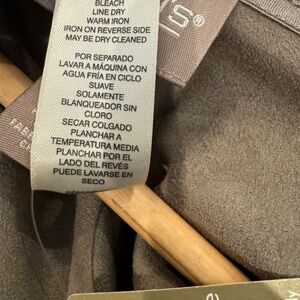 BLEACH
LINE DRY
WARM IRON
IRON ON REVERSE SIDE
MAY BE DRY CLEANED
POR SEPARADO
LAVAR A MÁQUINA CON
AGUA FRÍA EN CICLO
SUAVE
SOLAMENTE
BLANQUEADOR SIN
CLORO
SECAR COLGADO
PLANCHAR A
TEMPERATURA MEDIA
PLANCHAR POR EL
LADO DEL REVÉS
PUEDE LAVARSE EN
SECO